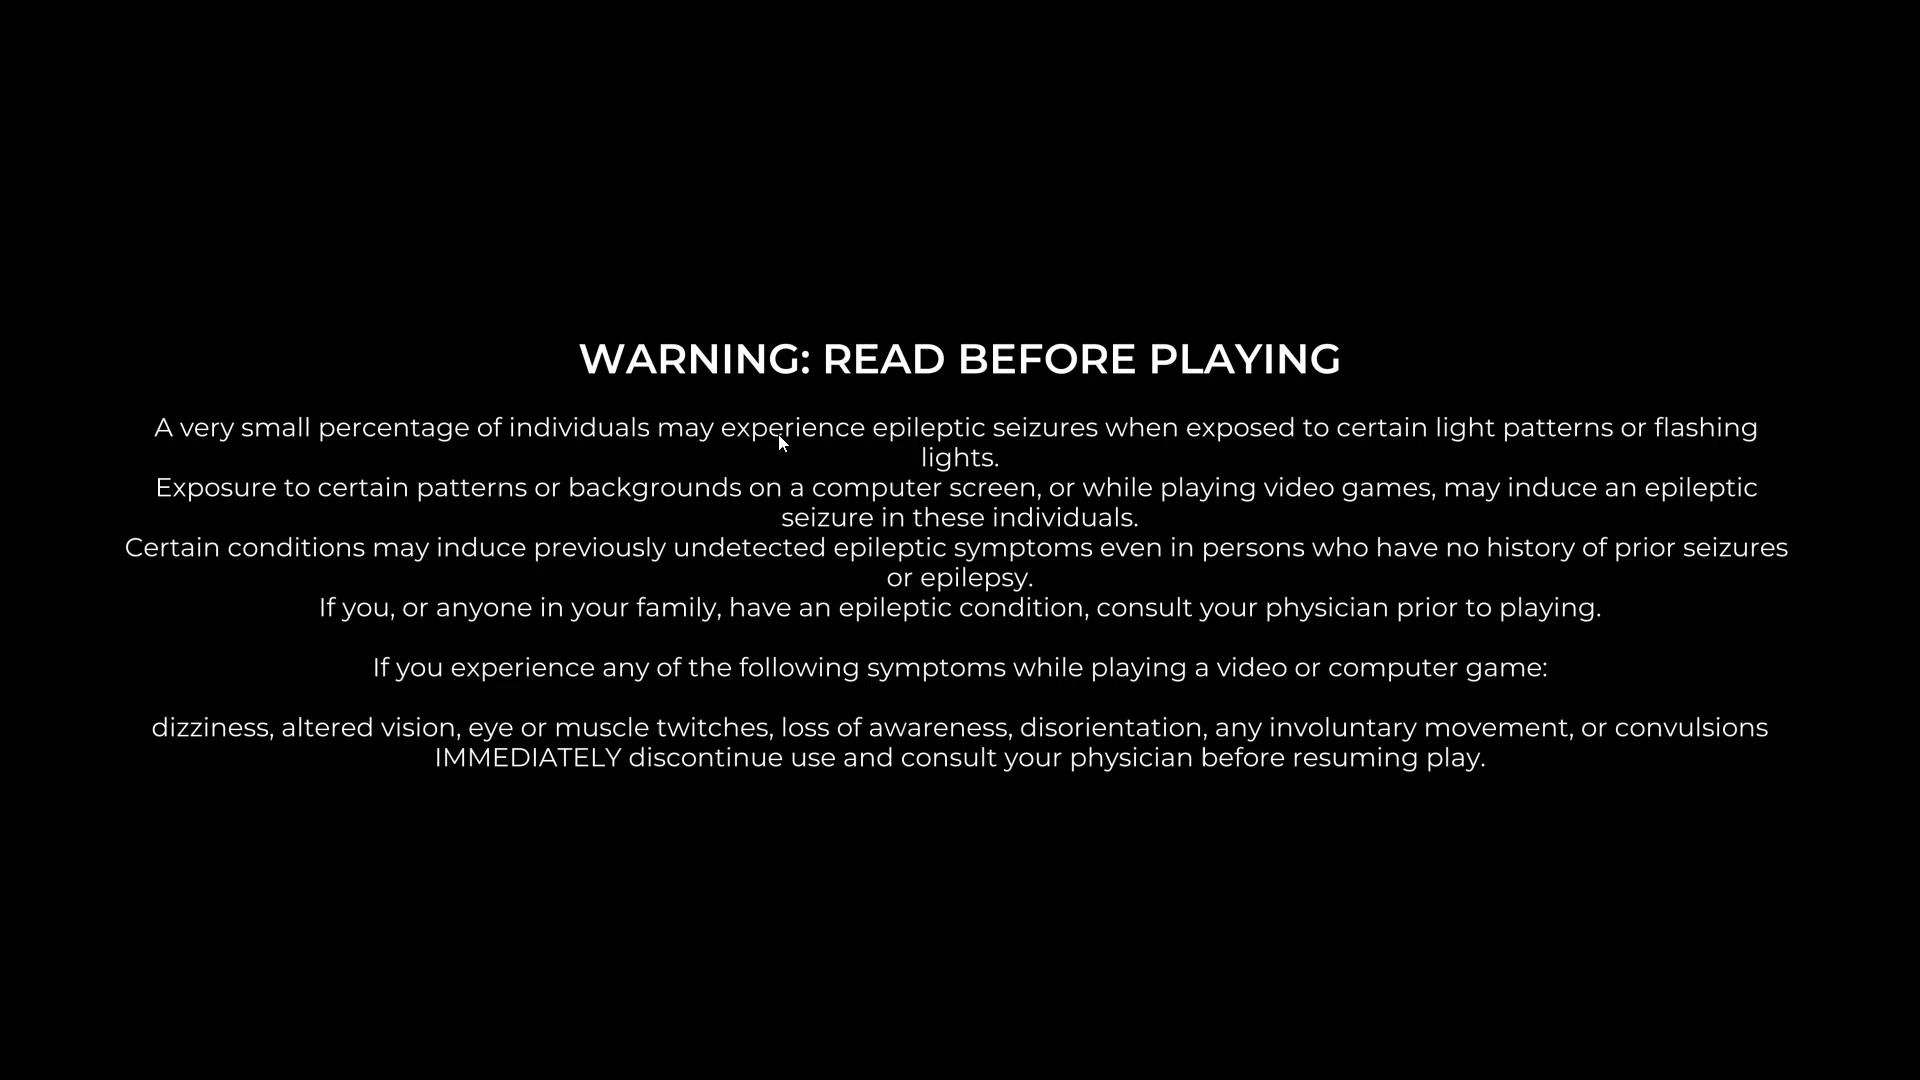 WARNING: READ BEFORE PLAYING
A very small percentage of individuals may experience epileptic seizures when exposed to certain light patterns or flashing
lights.
Exposure to certain patterns or backgrounds on a computer screen, or while playing video games, may induce an epileptic
seizure in these individuals.
Certain conditions may induce previously undetected epileptic symptoms even in persons who have no history of prior seizures
or epilepsy.
If you, or anyone in your family, have an epileptic condition, consult your physician prior to playing.
If you experience any of the following symptoms while playing a video or computer game:
dizziness, altered vision, eye or muscle twitches, loss of awareness, disorientation, any involuntary movement, or convulsions
IMMEDIATELY discontinue use and consult your physician before resuming play.